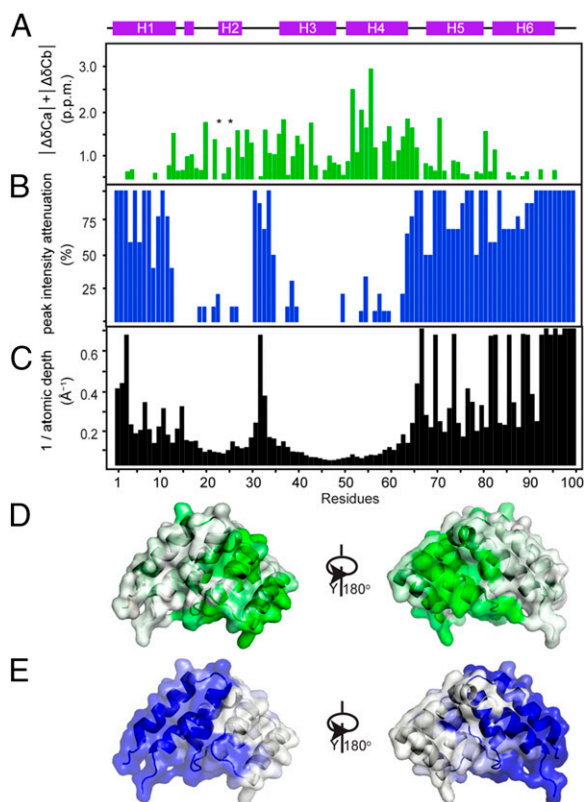 A
H1 H2 H3 H4 H5 H6
|ΔδCa| + |ΔδCb|
(p.p.m.)
3.0
2.0
1.0
* *
B
peak intensity attenuation
(%)
75
50
25
C
1 / atomic depth
(Å⁻¹)
0.6
0.4
0.2
1 10 20 30 40 50 60 70 80 90 100
Residues
D
Y 180°
E
Y 180°